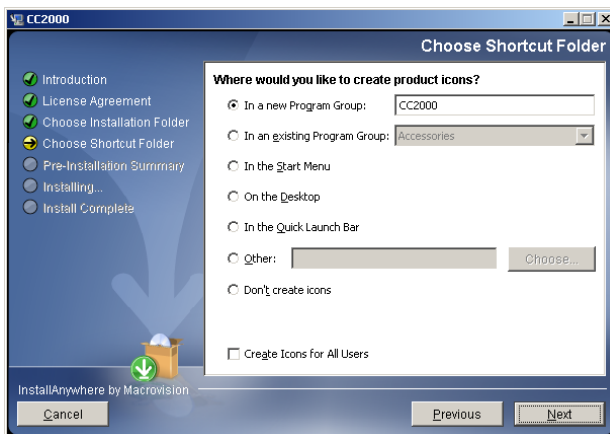 CC2000
Choose Shortcut Folder
Introduction
License Agreement
Choose Installation Folder
Choose Shortcut Folder
Pre-Installation Summary
Installing...
Install Complete
Where would you like to create product icons?
In a new Program Group: CC2000
In an existing Program Group: Accessories
In the Start Menu
On the Desktop
In the Quick Launch Bar
Other: Choose...
Don't create icons
Create Icons for All Users
InstallAnywhere by Macrovision
Cancel Previous Next